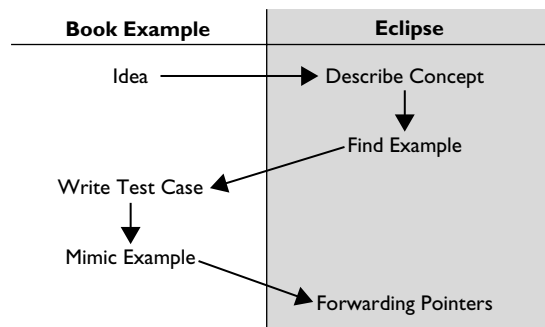 Book Example
Eclipse
Idea
Describe Concept
Find Example
Write Test Case
Mimic Example
Forwarding Pointers